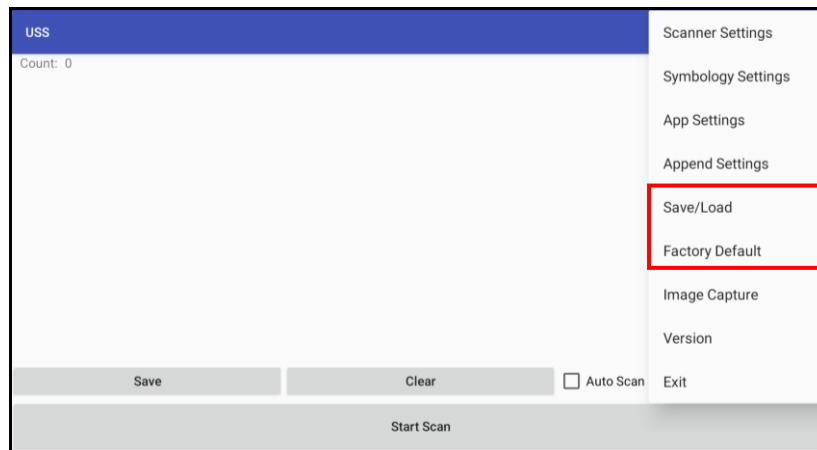 USS
Count: 0
Scanner Settings
Symbology Settings
App Settings
Append Settings
Save/Load
Factory Default
Image Capture
Version
Exit
Save
Clear
Auto Scan
Start Scan